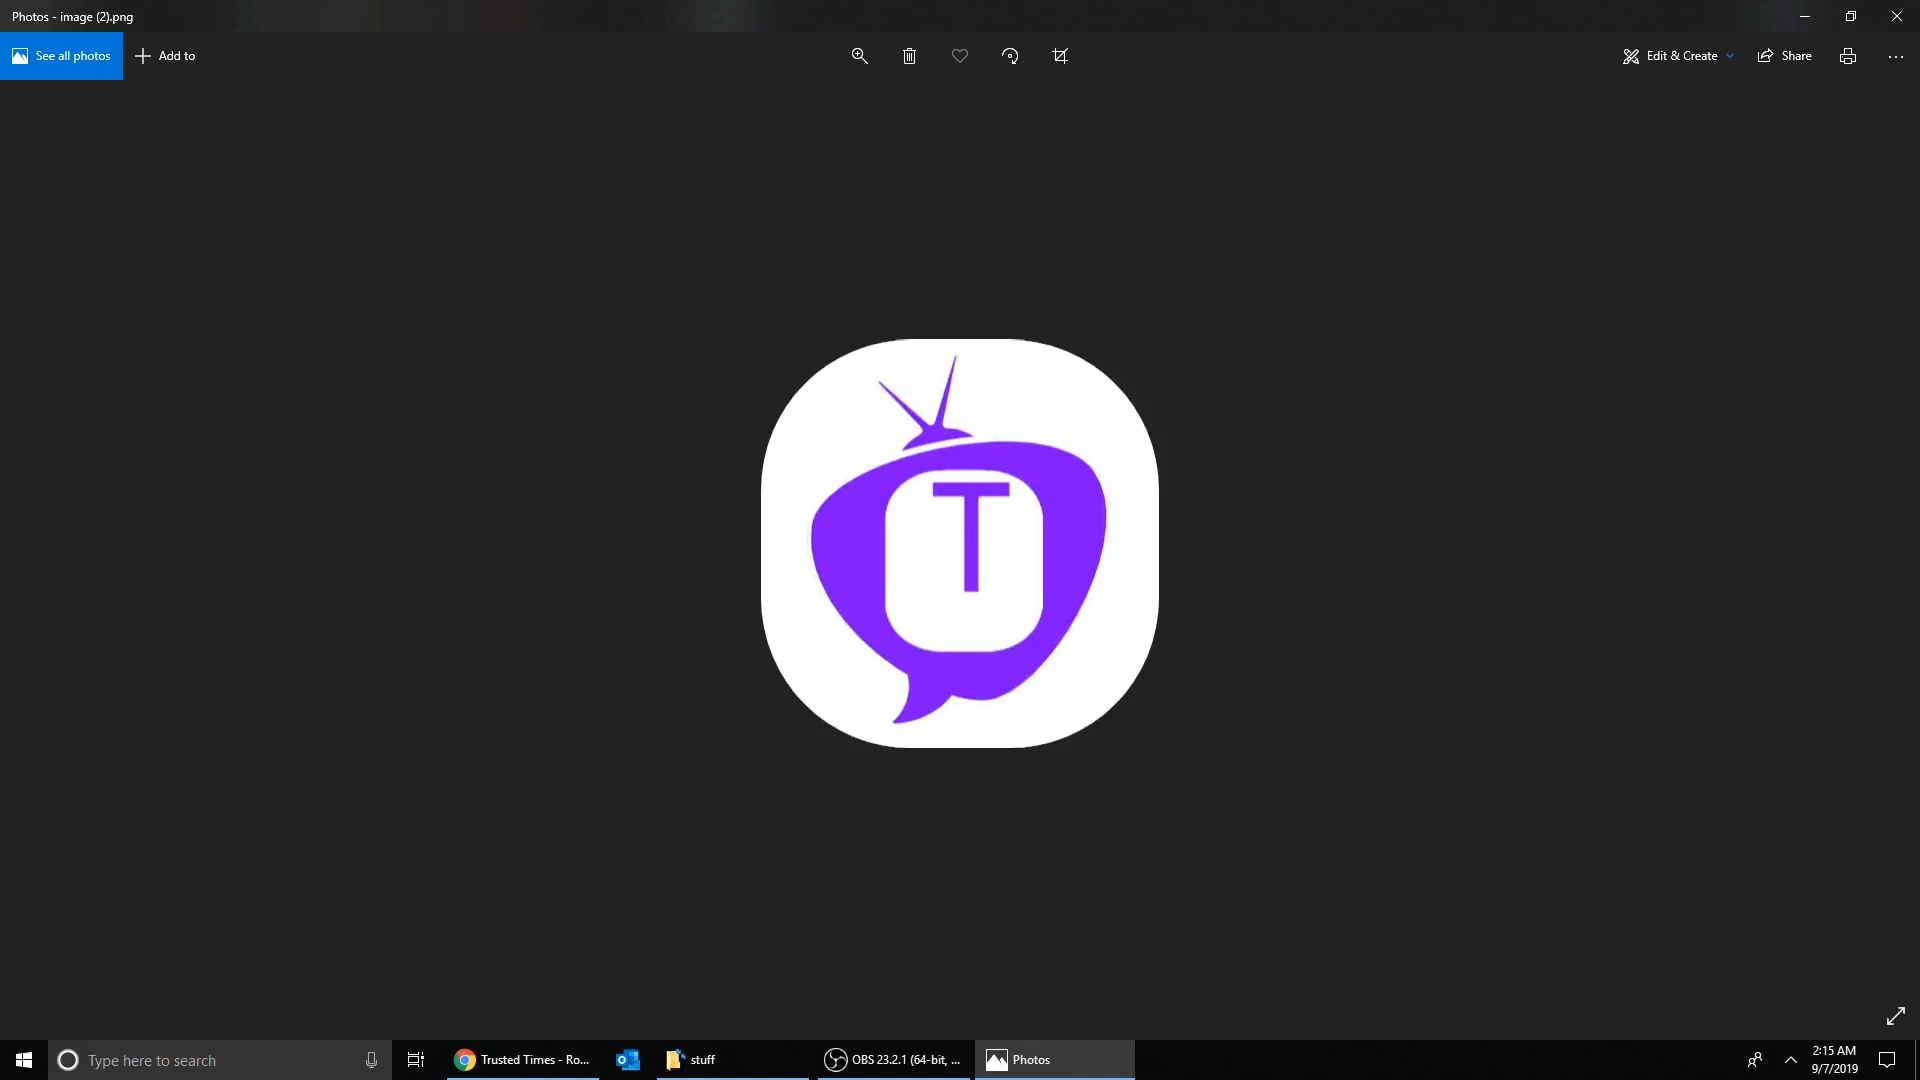 Photos - image (2).png
See all photos
Add to
Edit & Create
Share
T
Type here to search
Trusted Times - Ro...
stuff
OBS 23.2.1 (64-bit, ...
Photos
2:15 AM
9/7/2019